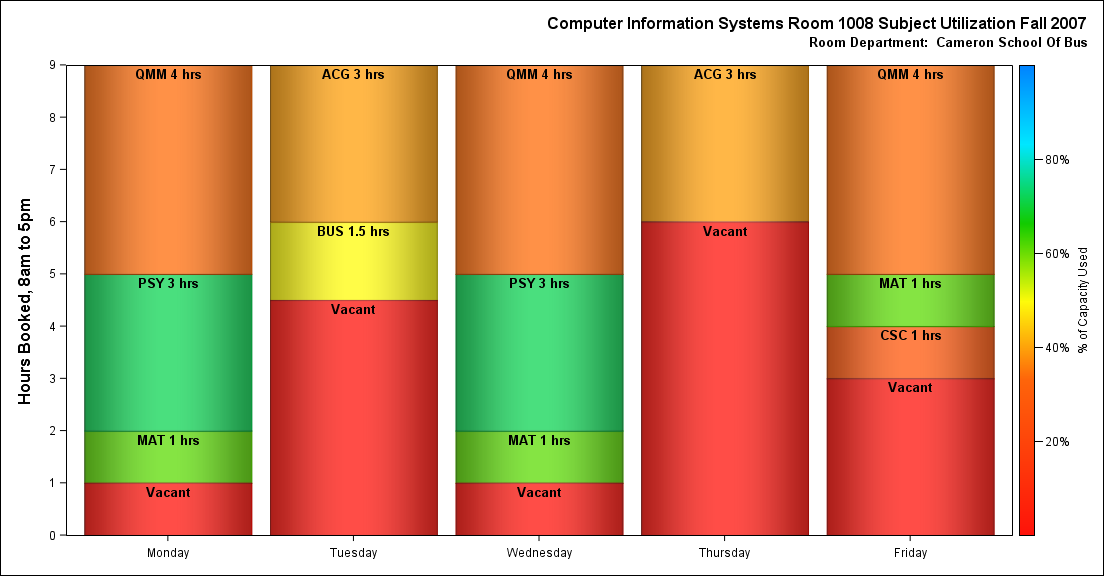 Computer Information Systems Room 1008 Subject Utilization Fall 2007
Room Department:  Cameron School Of Bus
Hours Booked, 8am to 5pm
9
8
7
6
5
4
3
2
1
0
QMM 4 hrs
PSY 3 hrs
MAT 1 hrs
Vacant
Monday
ACG 3 hrs
BUS 1.5 hrs
Vacant
Tuesday
QMM 4 hrs
PSY 3 hrs
MAT 1 hrs
Vacant
Wednesday
ACG 3 hrs
Vacant
Thursday
QMM 4 hrs
MAT 1 hrs
CSC 1 hrs
Vacant
Friday
80%
60%
40%
20%
% of Capacity Used